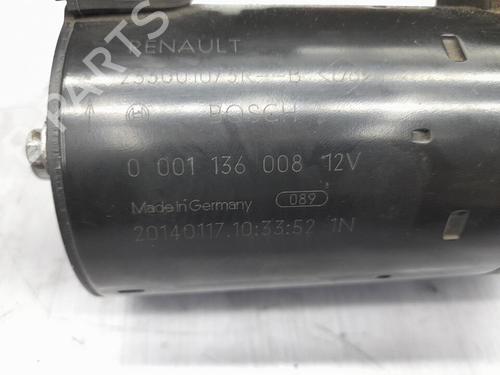 RENAULT
BOSCH
0 001 136 008 12V
Made in Germany 089
20140117.10:33:52 1N